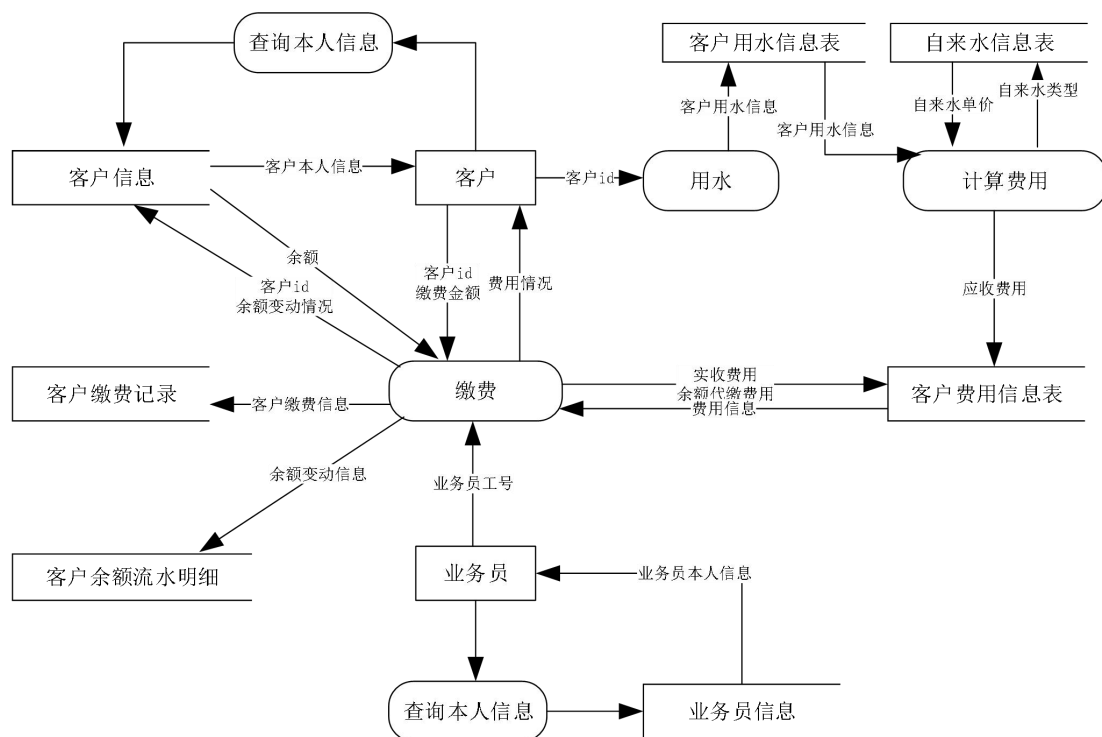 查询本人信息
客户用水信息表
自来水信息表
客户用水信息
自来水单价
自来水类型
客户用水信息
客户信息
客户本人信息
客户
客户id
用水
计算费用
余额
客户id
余额变动情况
客户id
缴费金额
费用情况
应收费用
客户缴费记录
客户缴费信息
缴费
实收费用
余额代缴费用
费用信息
客户费用信息表
余额变动信息
业务员工号
客户余额流水明细
业务员
业务员本人信息
查询本人信息
业务员信息